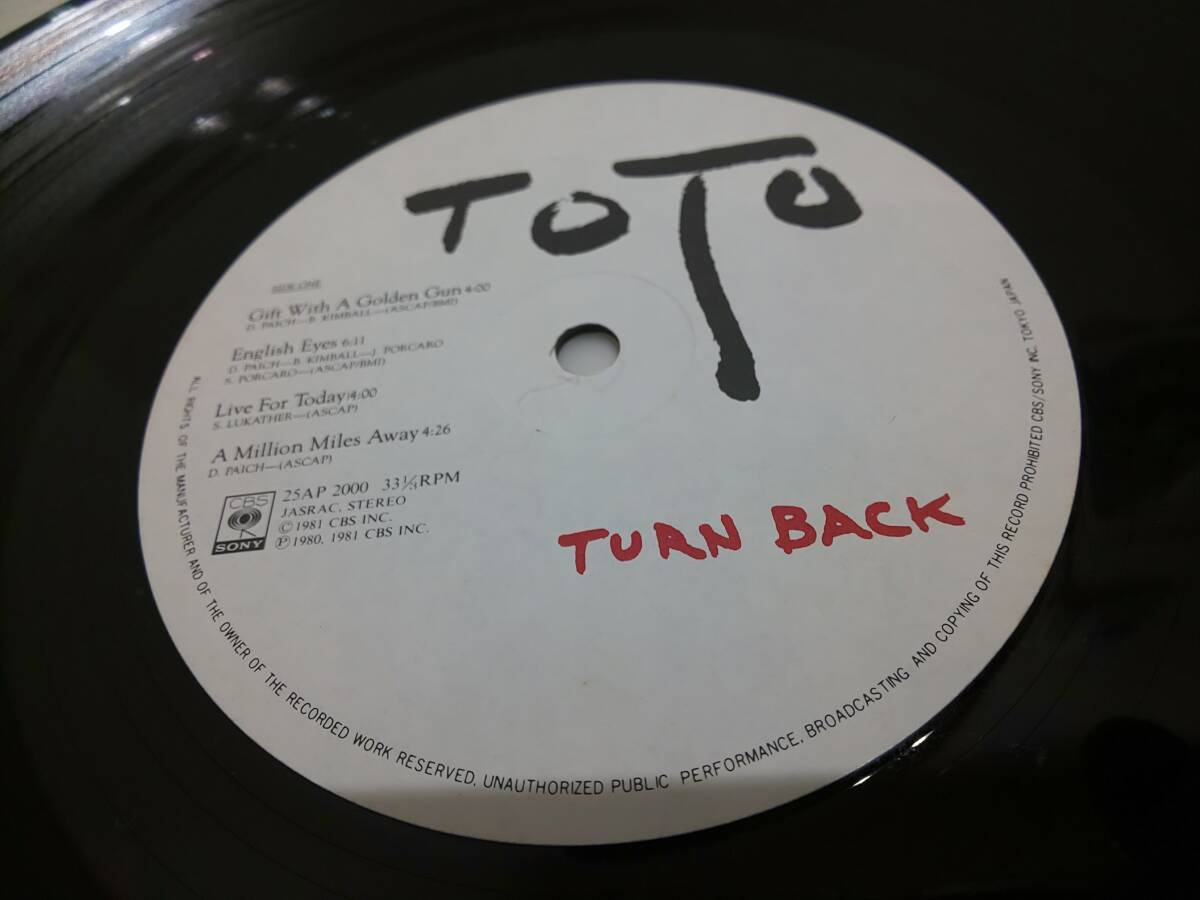 TOTO
SIDE ONE
Gift With A Golden Gun 4:00
D. PAICH—B. KIMBALL—(ASCAP/BMI)
English Eyes 6:11
D. PAICH—B. KIMBALL—J. PORCARO
S. PORCARO—(ASCAP/BMI)
Live For Today 4:00
S. LUKATHER—(ASCAP)
A Million Miles Away 4:26
D. PAICH—(ASCAP)
CBS
SONY
25AP 2000 33⅓RPM
JASRAC, STEREO
©1981 CBS INC.
℗1980, 1981 CBS INC.
TURN BACK
ALL RIGHTS OF THE MANUFACTURER AND OF THE OWNER OF THE RECORDED WORK RESERVED. UNAUTHORIZED PUBLIC PERFORMANCE, BROADCASTING AND COPYING OF THIS RECORD PROHIBITED CBS/SONY INC. TOKYO JAPAN